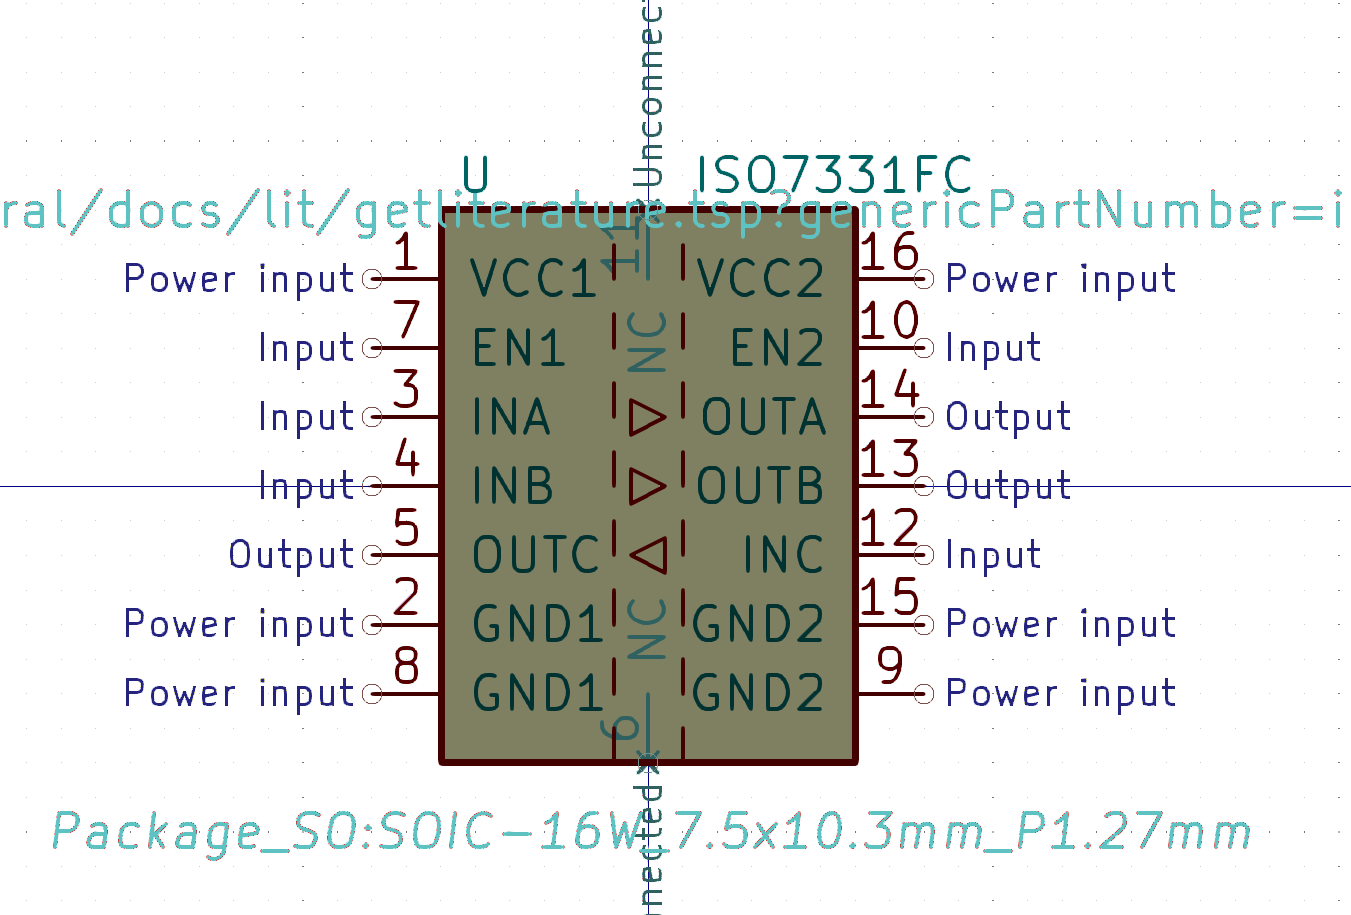 Unconnec
U ISO7331FC
ral/docs/lit/getliterature.tsp?genericPartNumber=i
11
1 16
Power input VCC1 VCC2 Power input
7 10
Input EN1 NC EN2 Input
3 14
Input INA OUTA Output
4 13
Input INB OUTB Output
5 12
Output OUTC INC Input
2 15
Power input GND1 NC GND2 Power input
8 9
Power input GND1 GND2 Power input
6
Package_SO:SOIC-16W_7.5x10.3mm_P1.27mm
nected